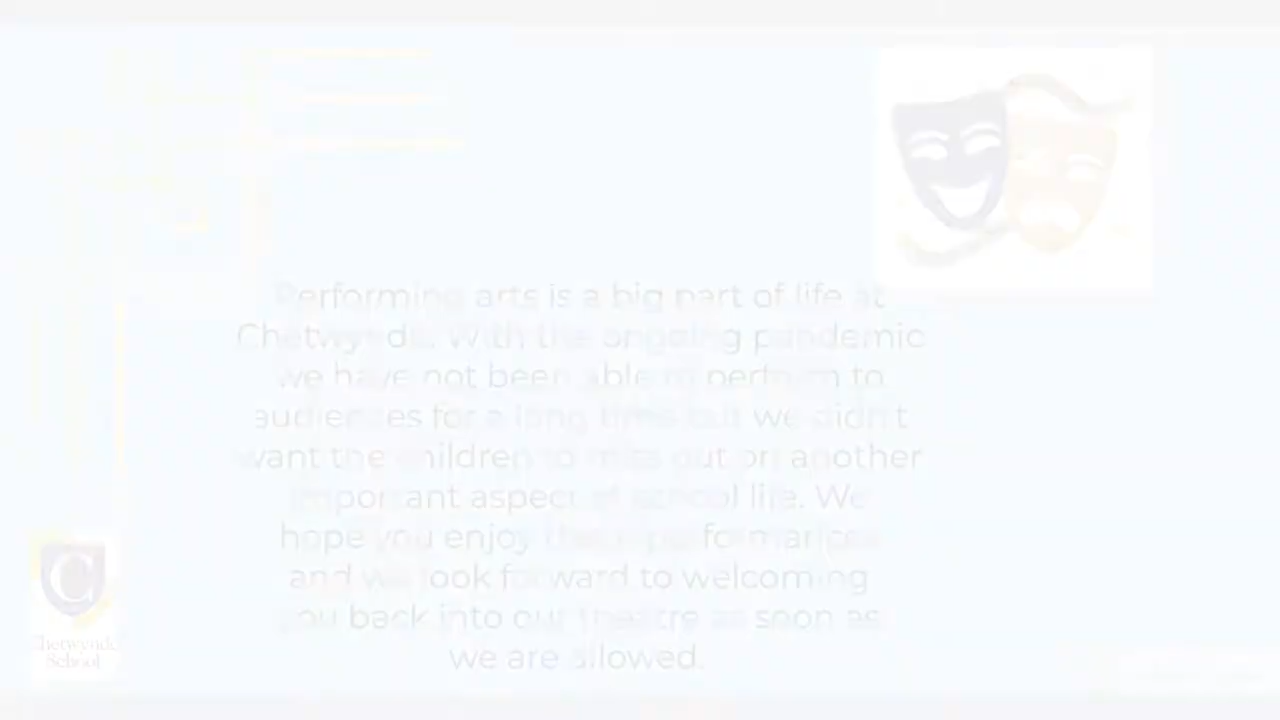 Performing arts is a big part of life at
Chetwynde. With the ongoing pandemic
we have not been able to perform to
audiences for a long time but we didn't
want the children to miss out on another
important aspect of school life. We
hope you enjoy these performances
and we look forward to welcoming
you back into our theatre as soon as
we are allowed.
C
Chetwynde
School